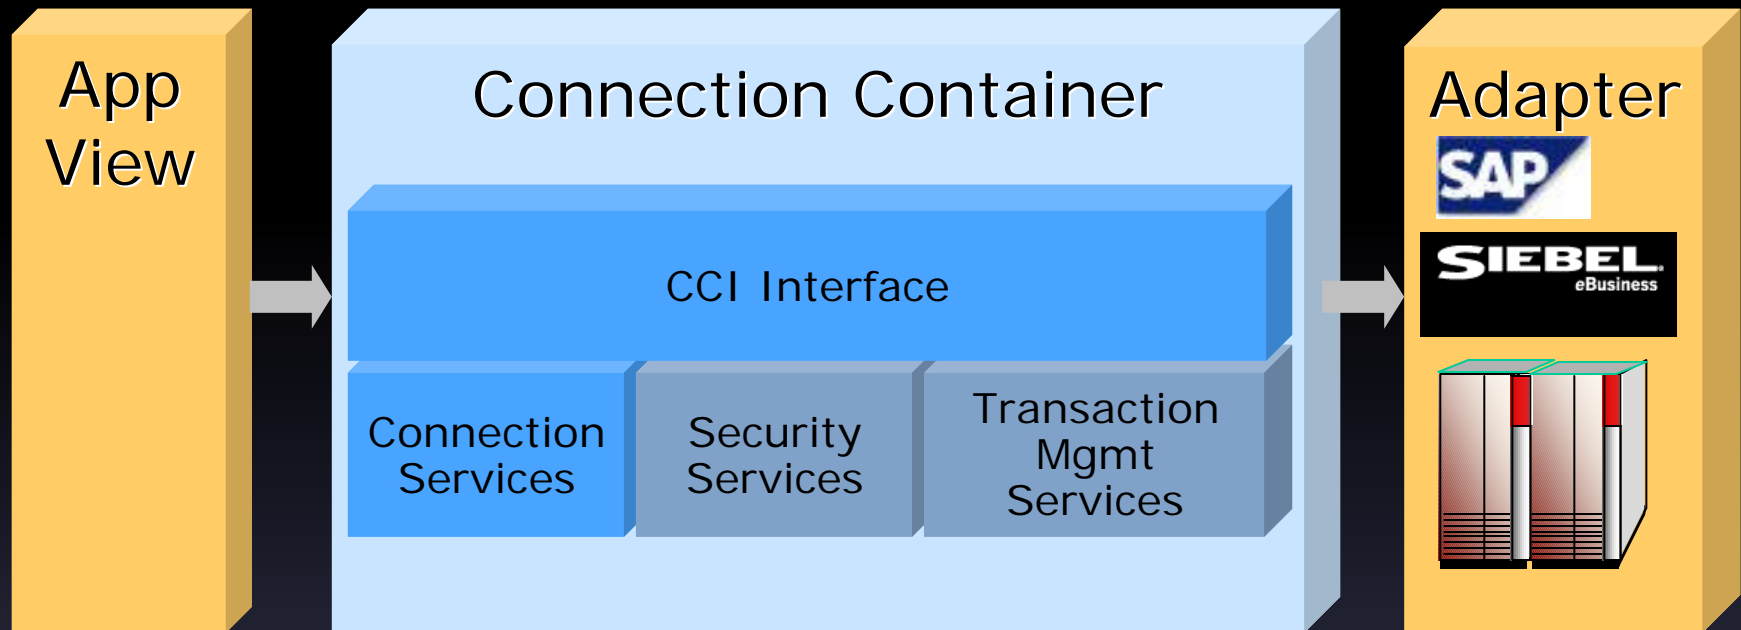 App
View
Connection Container
CCI Interface
Connection
Services
Security
Services
Transaction
Mgmt
Services
Adapter
SAP
SIEBEL
eBusiness